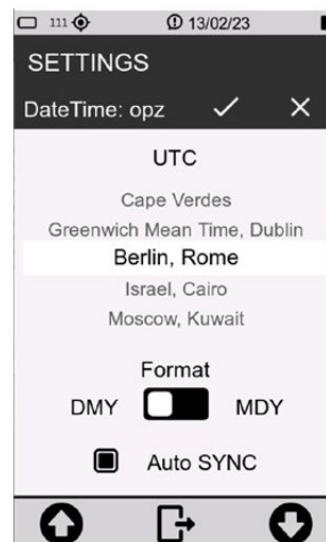 111 13/02/23
SETTINGS
DateTime: opz
UTC
Cape Verdes
Greenwich Mean Time, Dublin
Berlin, Rome
Israel, Cairo
Moscow, Kuwait
Format
DMY MDY
Auto SYNC